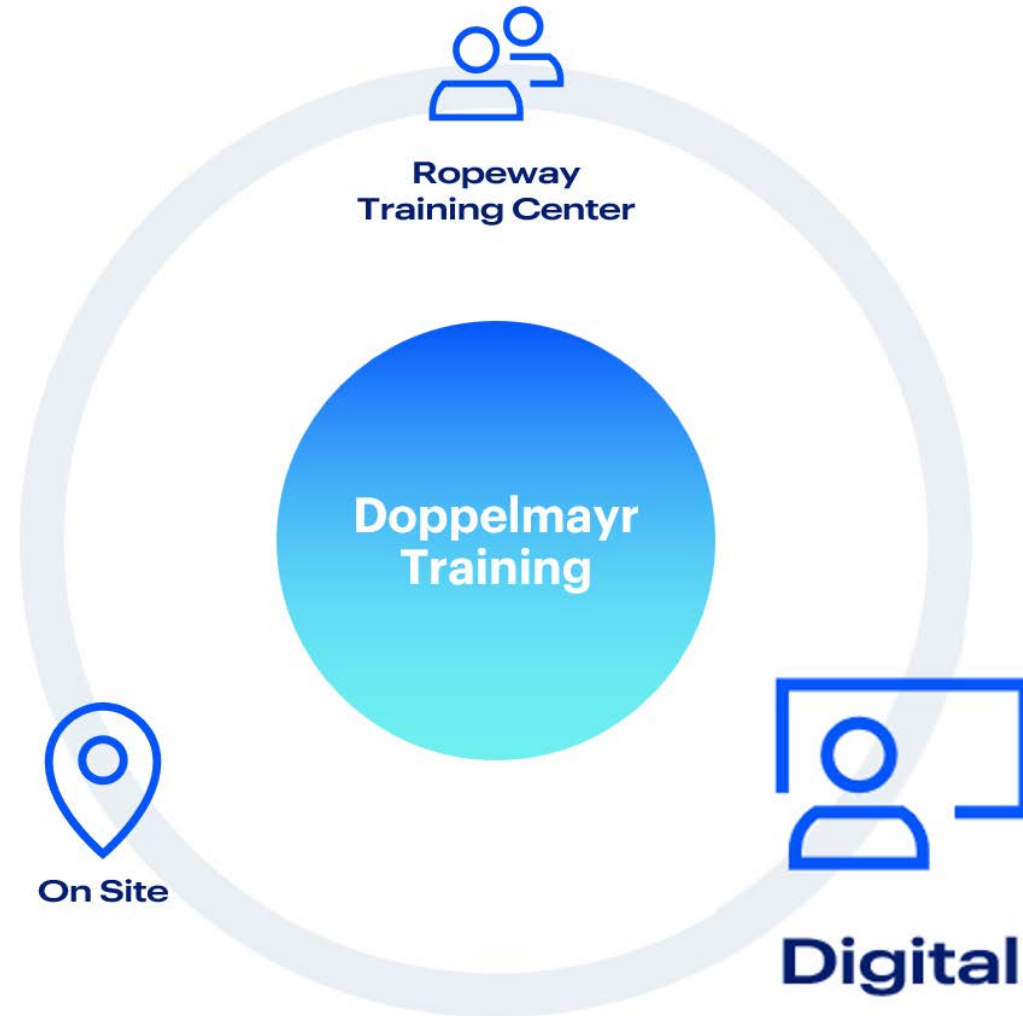 Ropeway
Training Center
Doppelmayr
Training
On Site
Digital